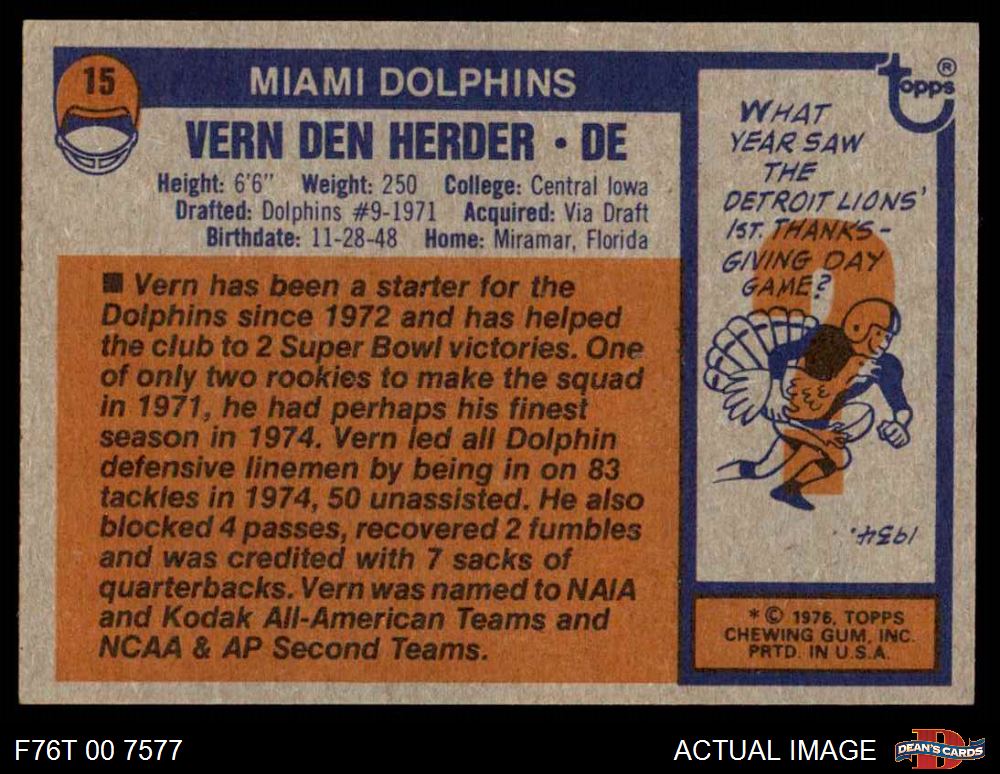 15
MIAMI DOLPHINS
VERN DEN HERDER • DE
Height: 6'6" Weight: 250 College: Central Iowa
Drafted: Dolphins #9-1971 Acquired: Via Draft
Birthdate: 11-28-48 Home: Miramar, Florida
■ Vern has been a starter for the
Dolphins since 1972 and has helped
the club to 2 Super Bowl victories. One
of only two rookies to make the squad
in 1971, he had perhaps his finest
season in 1974. Vern led all Dolphin
defensive linemen by being in on 83
tackles in 1974, 50 unassisted. He also
blocked 4 passes, recovered 2 fumbles
and was credited with 7 sacks of
quarterbacks. Vern was named to NAIA
and Kodak All-American Teams and
NCAA & AP Second Teams.
topps®
WHAT
YEAR SAW
THE
DETROIT LIONS'
1ST. THANKS-
GIVING DAY
GAME?
1934.
* © 1976, TOPPS
CHEWING GUM, INC.
PRTD. IN U.S.A.
F76T 00 7577
ACTUAL IMAGE
D
DEAN'S CARDS